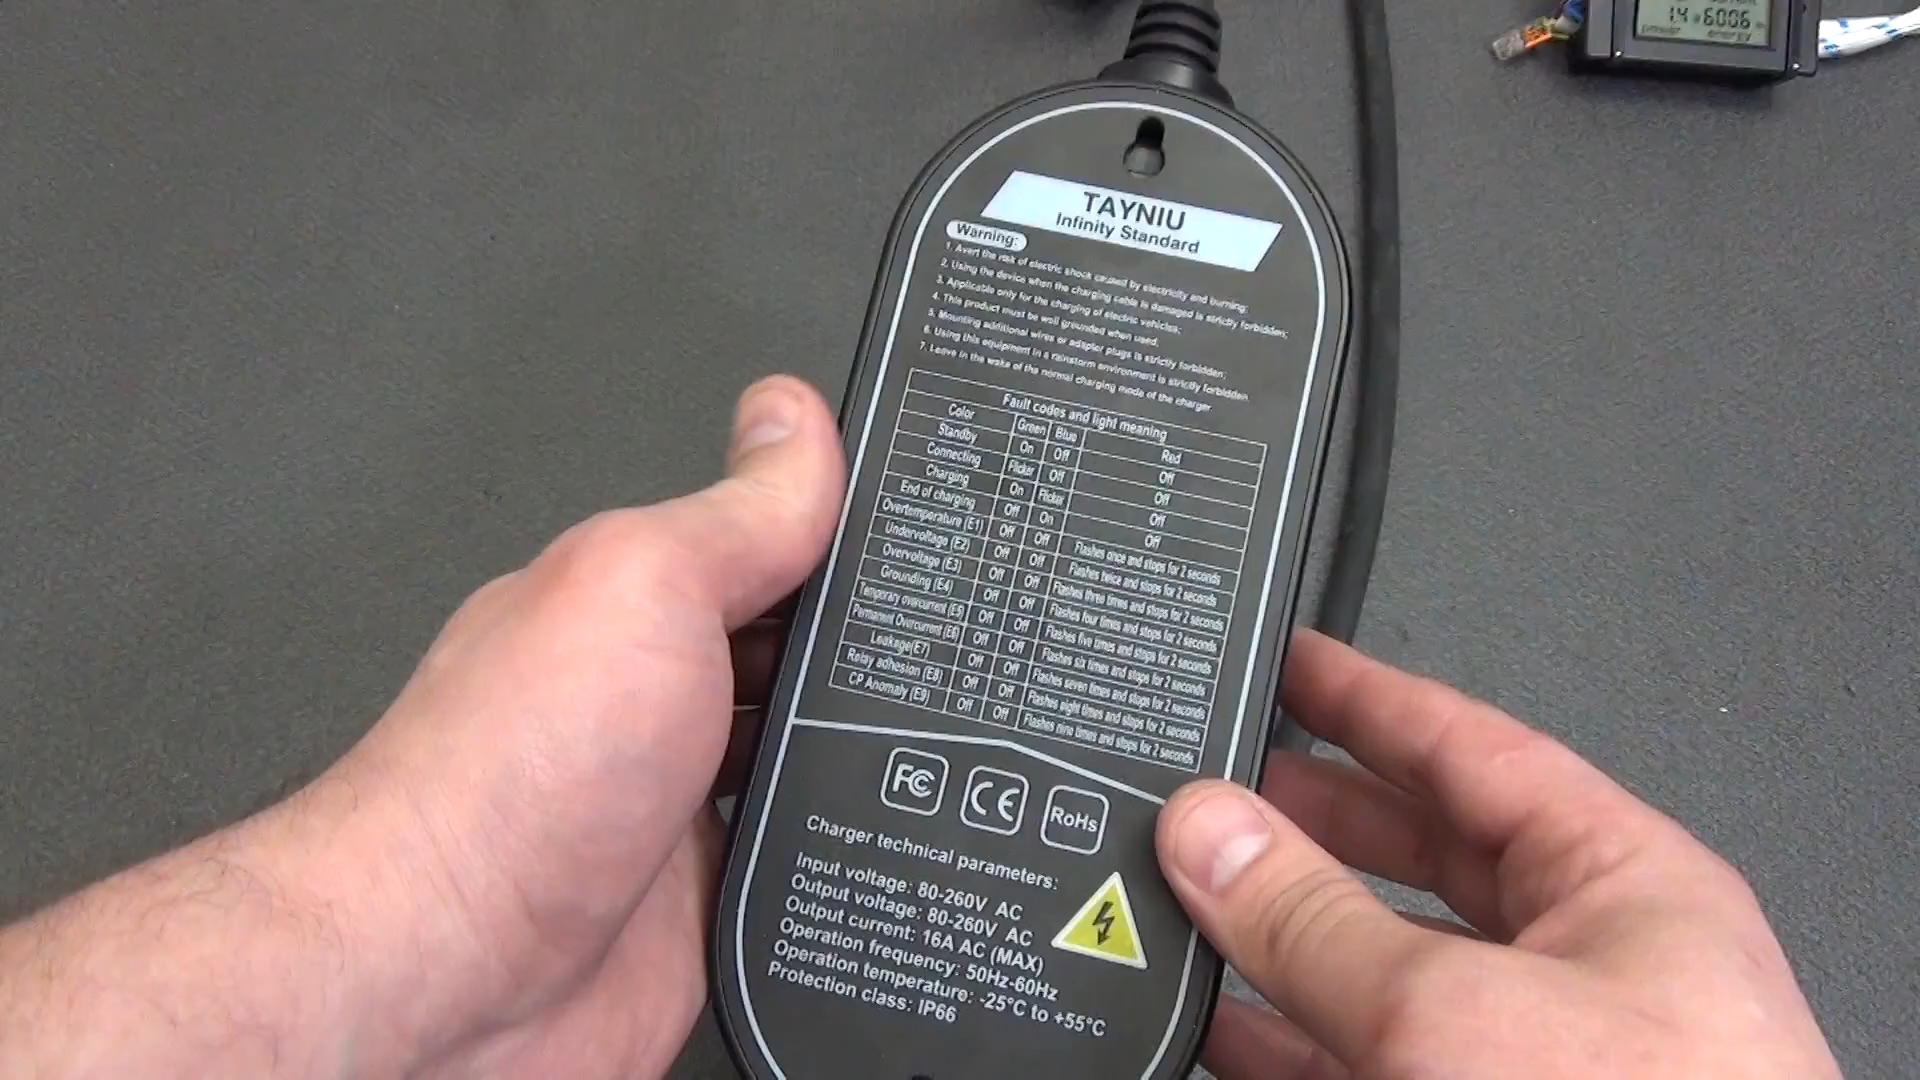 1.4 6006
power energy
TAYNIU
Infinity Standard
Warning:
1. Avert the risk of electric shock caused by electricity and burning;
2. Using the device when the charging cable is damaged is strictly forbidden;
3. Applicable only for the charging of electric vehicles;
4. This product must be well grounded when used.
5. Mounting additional wires or adapter plugs is strictly forbidden;
6. Using this equipment in a rainstorm environment is strictly forbidden.
7. Leave in the wake of the normal charging mode of the charger.
Fault codes and light meaning
Color Green Blue Red
Standby On Off Off
Connecting Flicker Off Off
Charging On Flicker Off
End of charging Off On Off
Overtemperature (E1) Off Off Flashes once and stops for 2 seconds
Undervoltage (E2) Off Off Flashes twice and stops for 2 seconds
Overvoltage (E3) Off Off Flashes three times and stops for 2 seconds
Grounding (E4) Off Off Flashes four times and stops for 2 seconds
Temporary overcurrent (E5) Off Off Flashes five times and stops for 2 seconds
Permanent Overcurrent (E6) Off Off Flashes six times and stops for 2 seconds
Leakage(E7) Off Off Flashes seven times and stops for 2 seconds
Relay adhesion (E8) Off Off Flashes eight times and stops for 2 seconds
CP Anomaly (E9) Off Off Flashes nine times and stops for 2 seconds
FC CE RoHs
Charger technical parameters:
Input voltage: 80-260V AC
Output voltage: 80-260V AC
Output current: 16A AC (MAX)
Operation frequency: 50Hz-60Hz
Operation temperature: -25°C to +55°C
Protection class: IP66